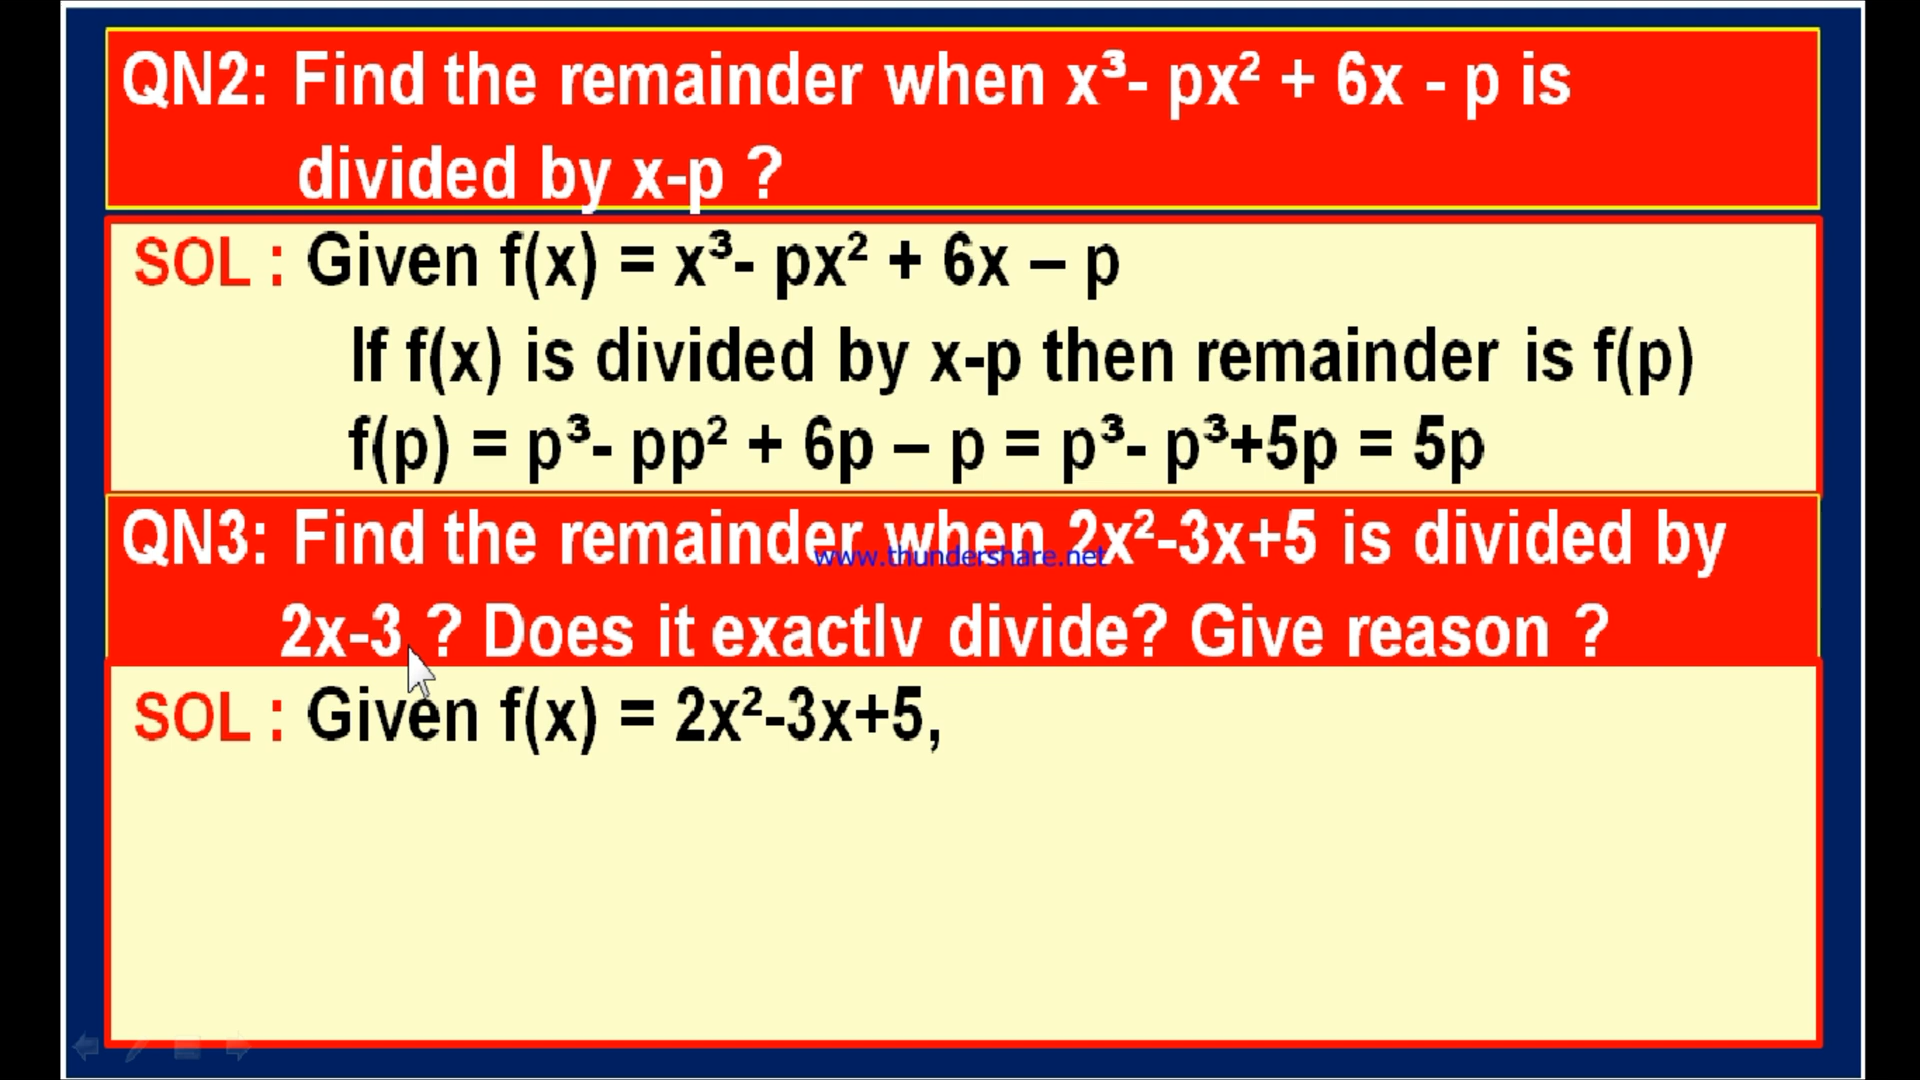 QN2: Find the remainder when x³- px² + 6x - p is
divided by x-p ?
SOL : Given f(x) = x³- px² + 6x – p
If f(x) is divided by x-p then remainder is f(p)
f(p) = p³- pp² + 6p – p = p³- p³+5p = 5p
QN3: Find the remainder when 2x²-3x+5 is divided by
www.thundershare.net
2x-3 ? Does it exactly divide? Give reason ?
SOL : Given f(x) = 2x²-3x+5,